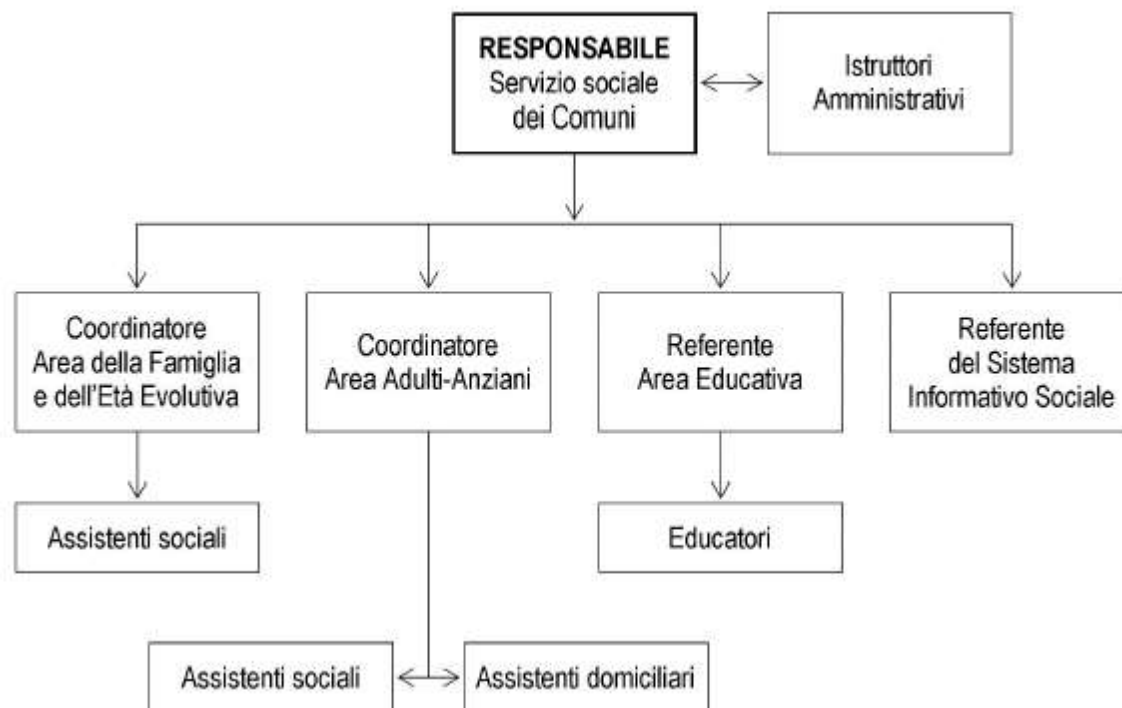 RESPONSABILE
Servizio sociale
dei Comuni
Istruttori
Amministrativi
Coordinatore
Area della Famiglia
e dell'Età Evolutiva
Coordinatore
Area Adulti-Anziani
Referente
Area Educativa
Referente
del Sistema
Informativo Sociale
Assistenti sociali
Educatori
Assistenti sociali
Assistenti domiciliari